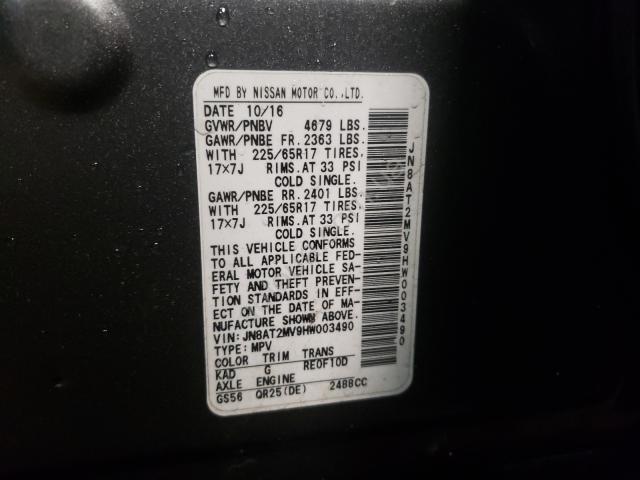 MFD BY NISSAN MOTOR CO.,LTD.
DATE 10/16
GVWR/PNBV 4679 LBS.
GAWR/PNBE FR. 2363 LBS.
WITH 225/65R17 TIRES.
17×7J RIMS. AT 33 PSI
COLD SINGLE.
GAWR/PNBE RR. 2401 LBS.
WITH 225/65R17 TIRES.
17×7J RIMS. AT 33 PSI
COLD SINGLE.
THIS VEHICLE CONFORMS
TO ALL APPLICABLE FED-
ERAL MOTOR VEHICLE SA-
FETY AND THEFT PREVEN-
TION STANDARDS IN EFF-
ECT ON THE DATE OF MA-
NUFACTURE SHOWN ABOVE.
VIN: JN8AT2MV9HW003490
TYPE: MPV
COLOR TRIM TRANS
KAD G RE0F10D
AXLE ENGINE
GS56 QR25(DE) 2488CC
JN8AT2MV9HW003490